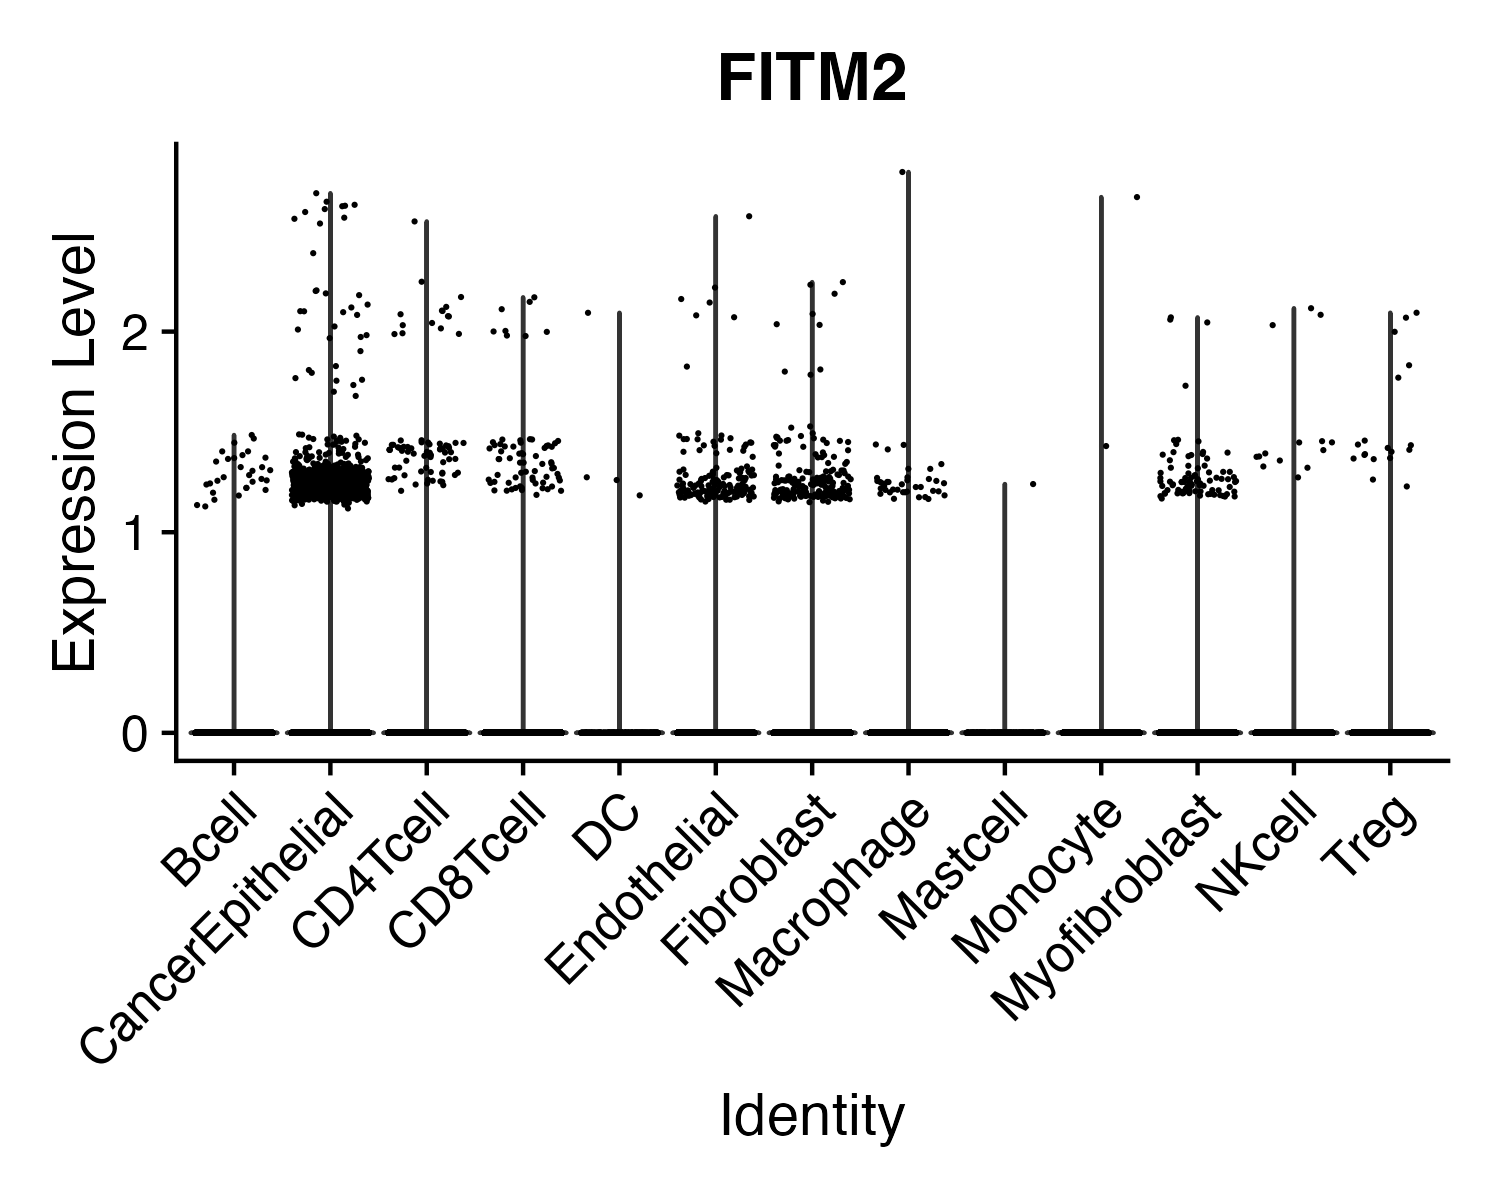 FITM2
Expression Level
2
1
0
Bcell
CancerEpithelial
CD4Tcell
CD8Tcell
DC
Endothelial
Fibroblast
Macrophage
Mastcell
Monocyte
Myofibroblast
NKcell
Treg
Identity